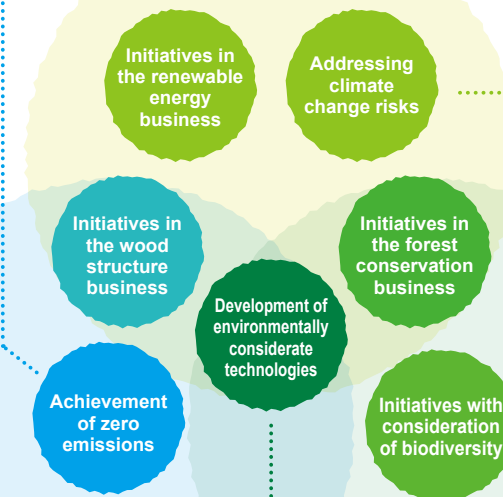 Initiatives in
the renewable
energy
business
Addressing
climate
change risks
Initiatives in
the wood
structure
business
Initiatives in
the forest
conservation
business
Development of
environmentally
considerate
technologies
Achievement
of zero
emissions
Initiatives with
consideration
of biodiversity